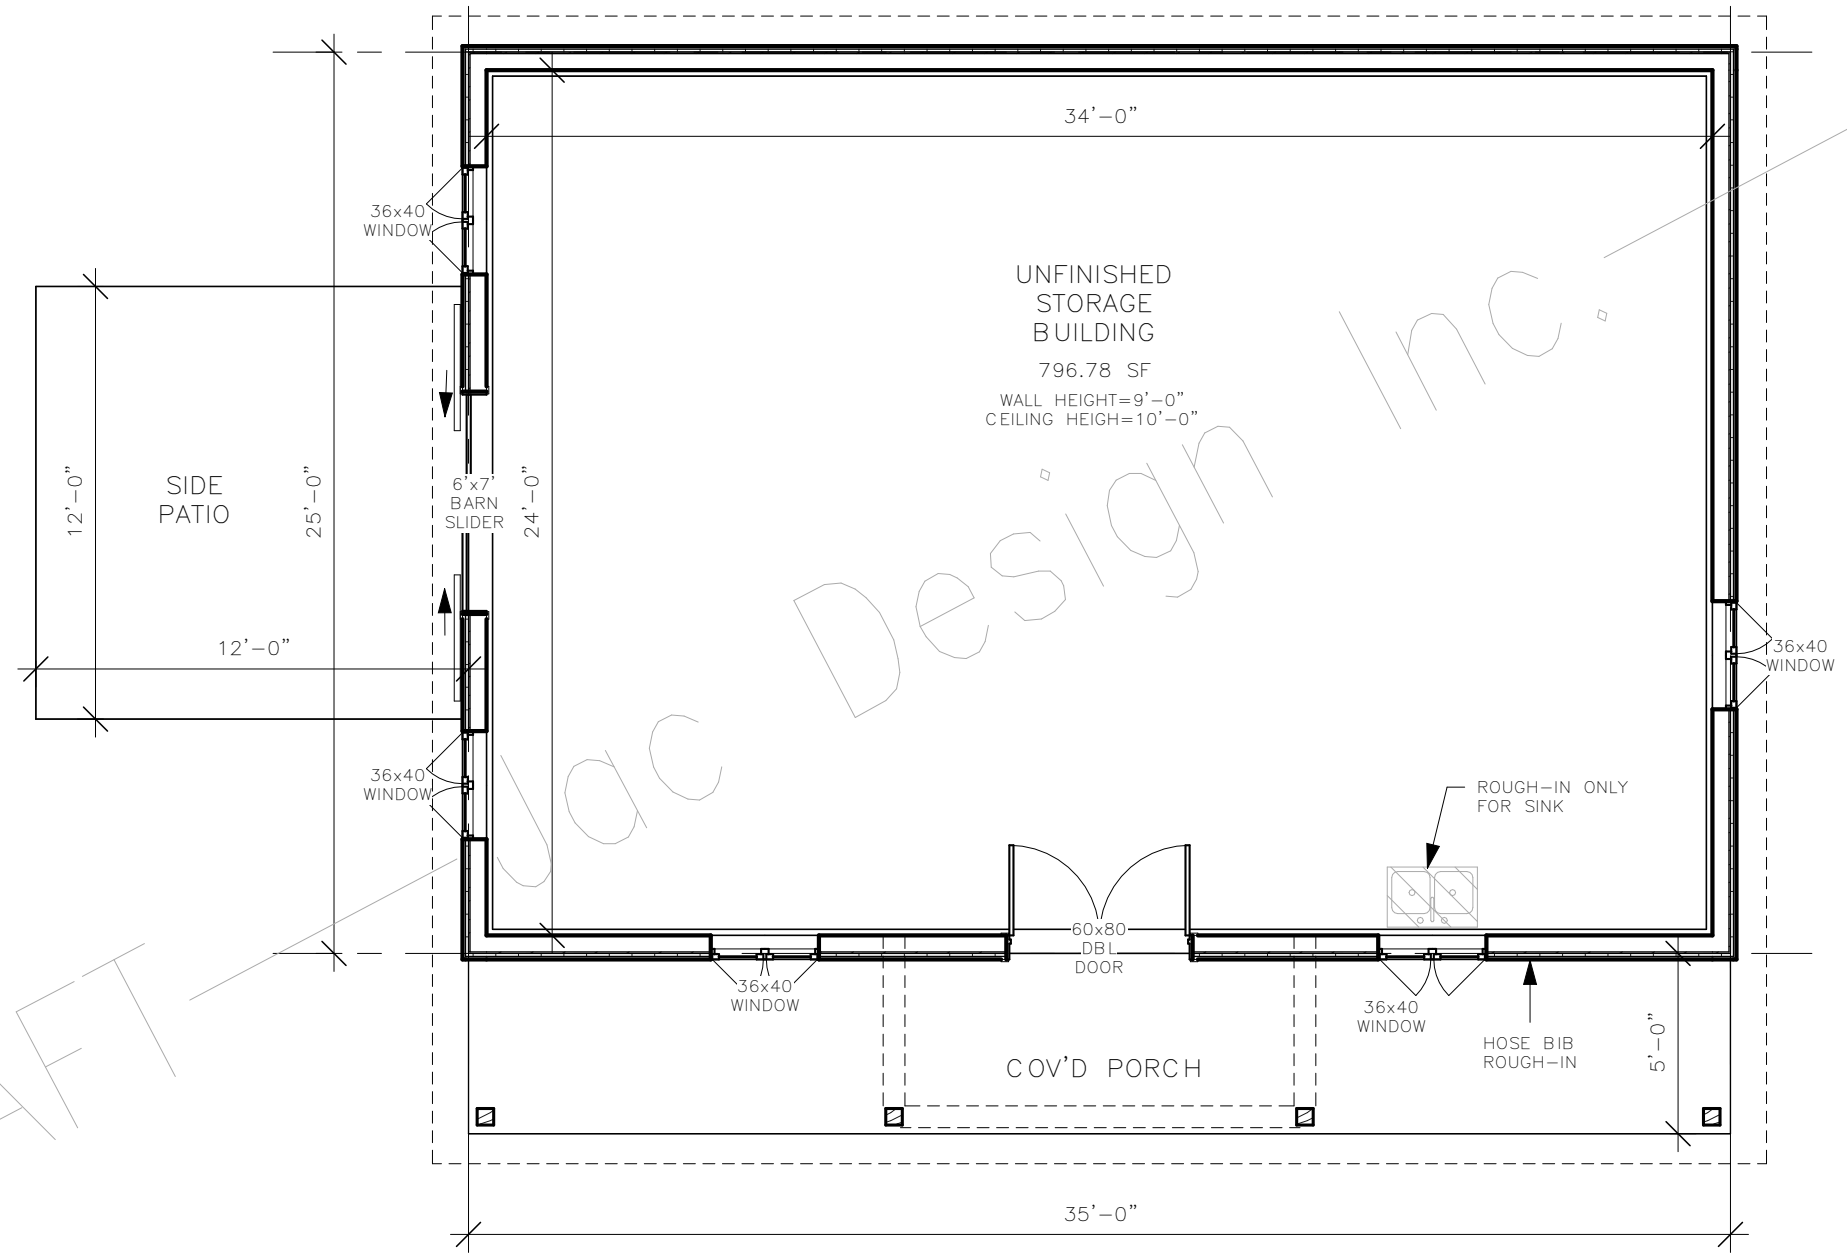 34'-0"
36x40
WINDOW
UNFINISHED
STORAGE
BUILDING
796.78 SF
WALL HEIGHT=9'-0"
CEILING HEIGH=10'-0"
SIDE
PATIO
12'-0"
25'-0"
6'x7'
BARN
SLIDER
24'-0"
12'-0"
36x40
WINDOW
36x40
WINDOW
ROUGH-IN ONLY
FOR SINK
60x80
DBL
DOOR
36x40
WINDOW
36x40
WINDOW
HOSE BIB
ROUGH-IN
5'-0"
COV'D PORCH
35'-0"
AFT — Jac Design Inc. —